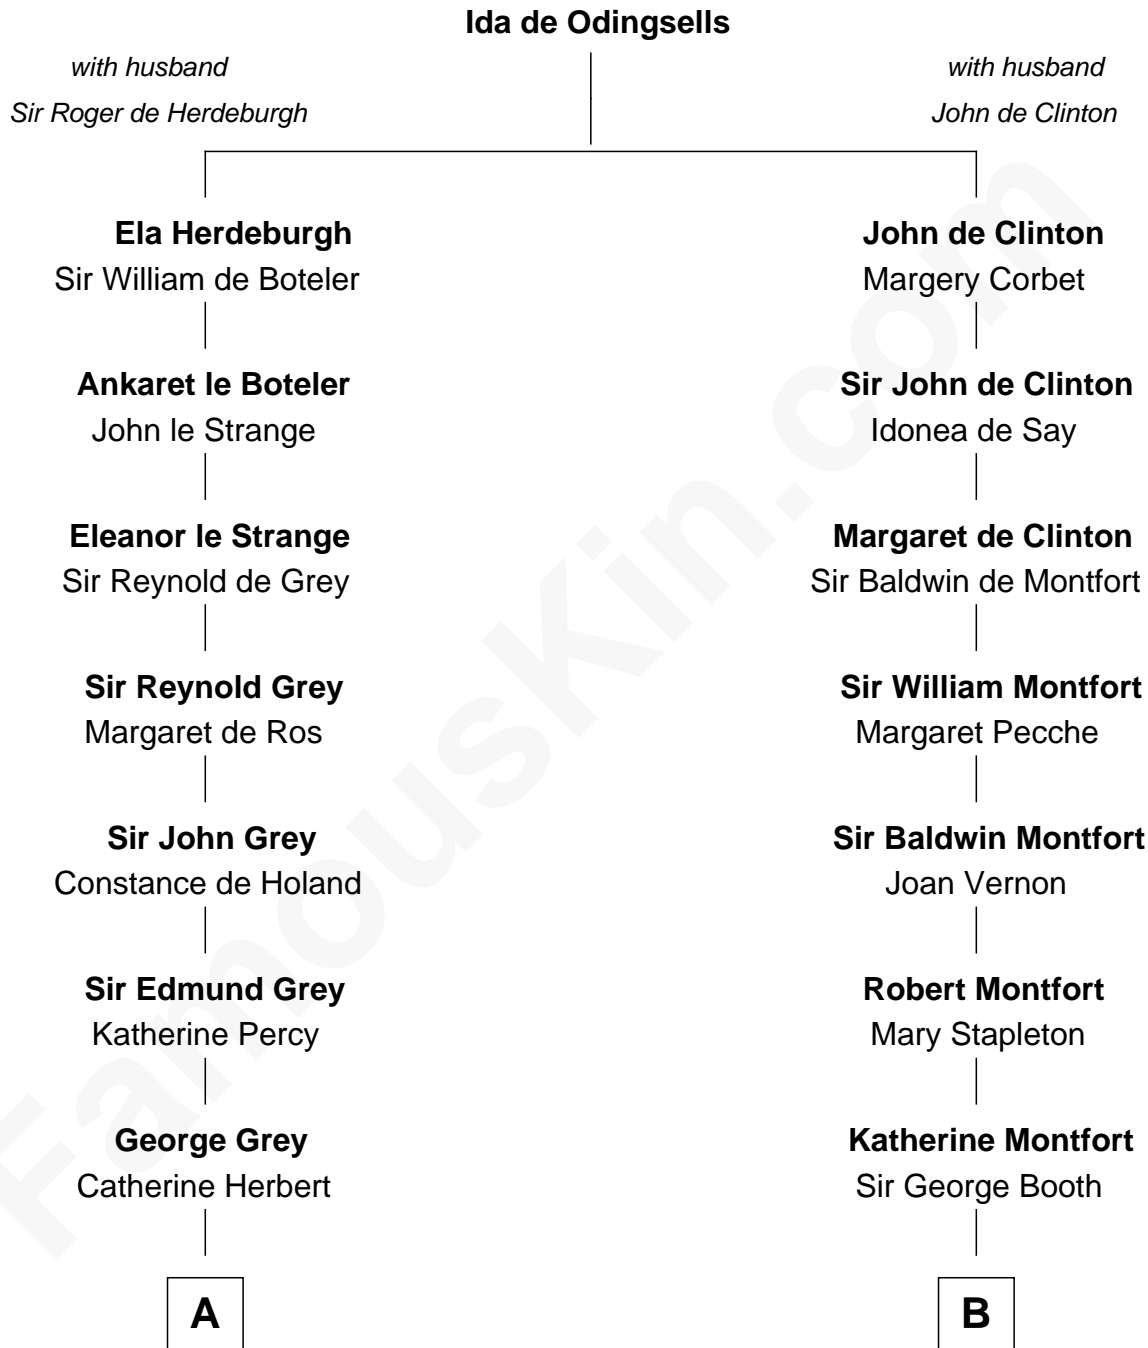 Ida de Odingsells
with husband
Sir Roger de Herdeburgh
with husband
John de Clinton
Ela Herdeburgh
Sir William de Boteler
John de Clinton
Margery Corbet
Ankaret le Boteler
John le Strange
Sir John de Clinton
Idonea de Say
Eleanor le Strange
Sir Reynold de Grey
Margaret de Clinton
Sir Baldwin de Montfort
Sir Reynold Grey
Margaret de Ros
Sir William Montfort
Margaret Pecche
Sir John Grey
Constance de Holand
Sir Baldwin Montfort
Joan Vernon
Sir Edmund Grey
Katherine Percy
Robert Montfort
Mary Stapleton
George Grey
Catherine Herbert
Katherine Montfort
Sir George Booth
A
B
FamousKin.com